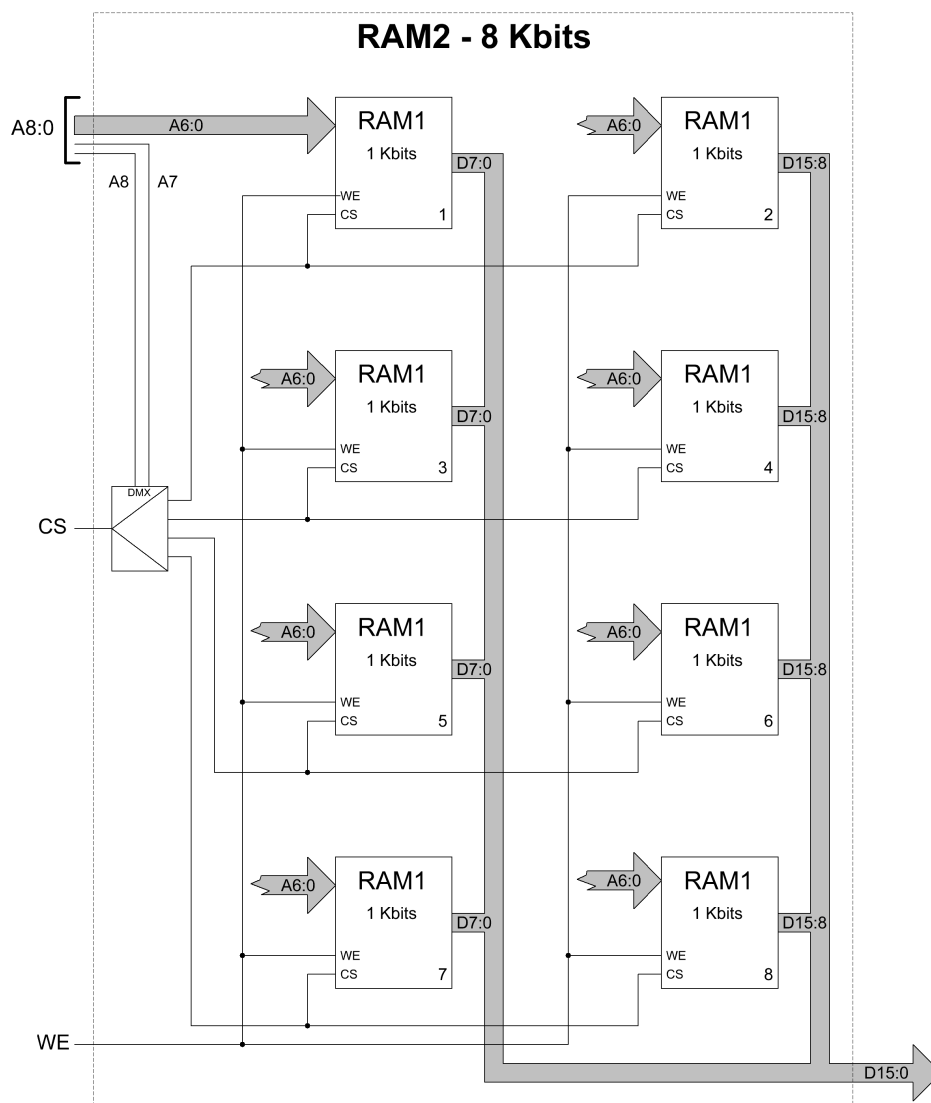 RAM2 - 8 Kbits
A8:0
A6:0
RAM1
1 Kbits
WE
CS
1
D7:0
A6:0
RAM1
1 Kbits
WE
CS
2
D15:8
A8
A7
A6:0
RAM1
1 Kbits
WE
CS
3
D7:0
A6:0
RAM1
1 Kbits
WE
CS
4
D15:8
DMX
CS
A6:0
RAM1
1 Kbits
WE
CS
5
D7:0
A6:0
RAM1
1 Kbits
WE
CS
6
D15:8
A6:0
RAM1
1 Kbits
WE
CS
7
D7:0
A6:0
RAM1
1 Kbits
WE
CS
8
D15:8
WE
D15:0